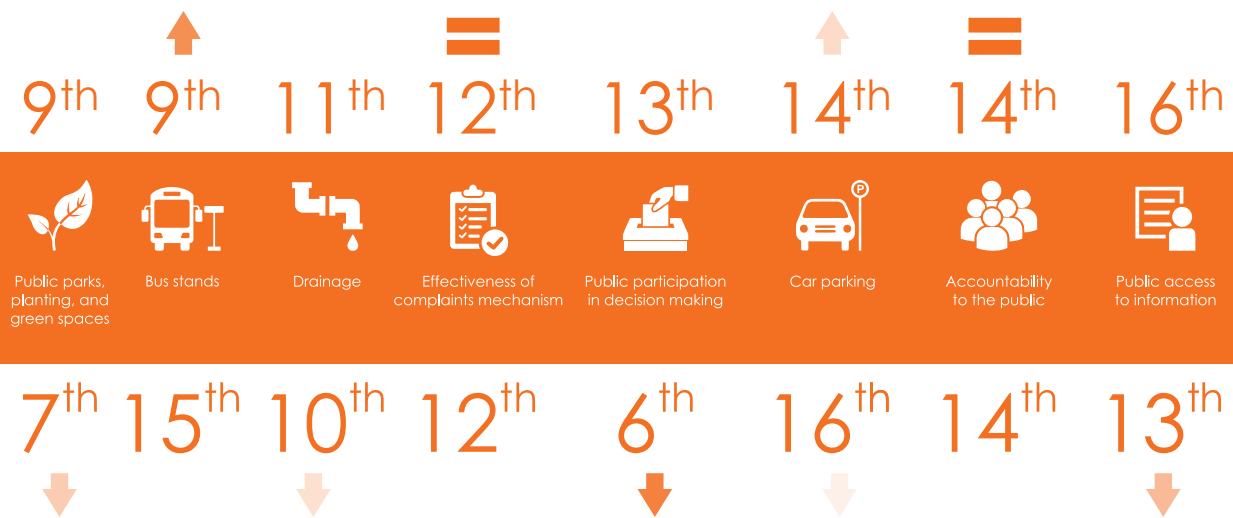 9th 9th 11th 12th 13th 14th 14th 16th
P
Public parks,
planting, and
green spaces
Bus stands
Drainage
Effectiveness of
complaints mechanism
Public participation
in decision making
Car parking
Accountability
to the public
Public access
to information
7th 15th 10th 12th 6th 16th 14th 13th